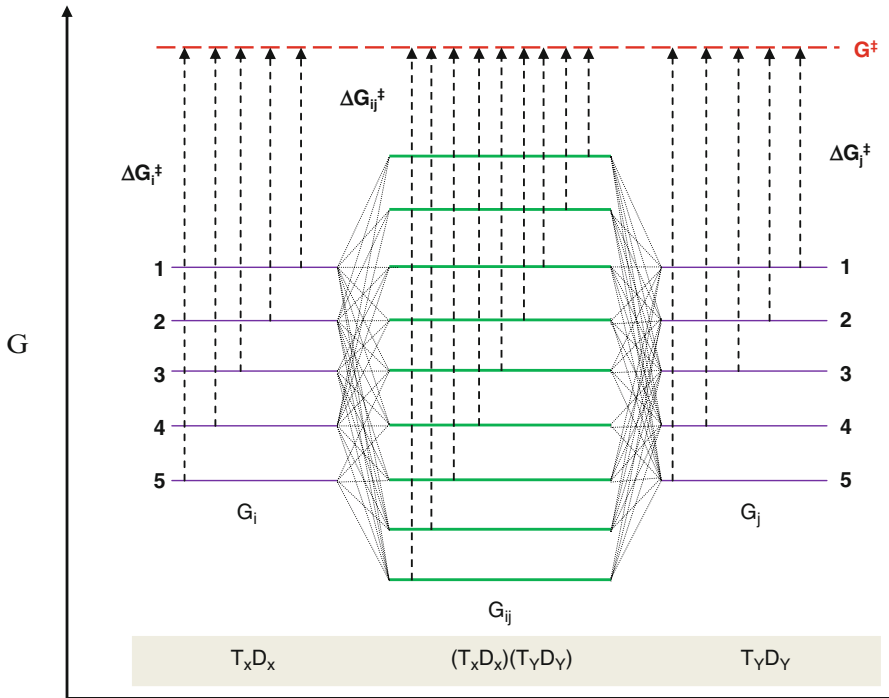 G‡
ΔGij‡
ΔGi‡
ΔGj‡
1 1
2 2
G
3 3
4 4
5 5
Gi Gj
Gij
TxDx (TxDx)(TYDY) TYDY